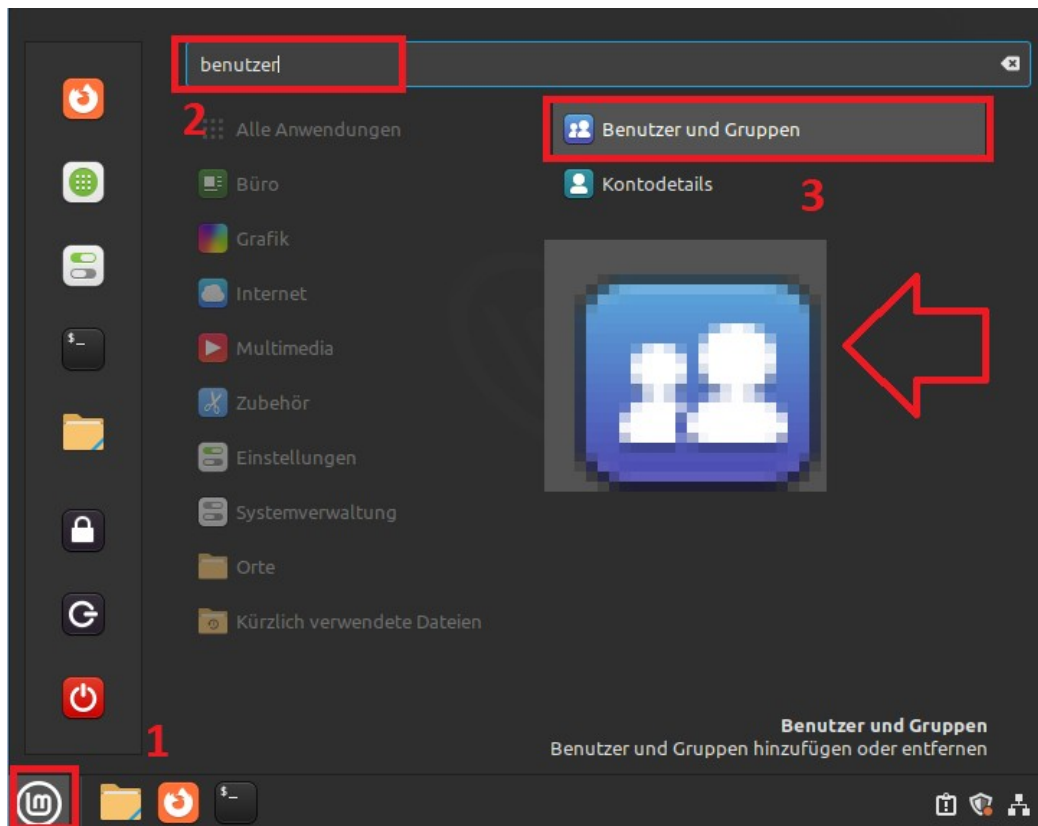 benutzer
2
Alle Anwendungen
Benutzer und Gruppen
Büro
Kontodetails
3
Grafik
Internet
$_
Multimedia
Zubehör
Einstellungen
Systemverwaltung
Orte
Kürzlich verwendete Dateien
Benutzer und Gruppen
1
Benutzer und Gruppen hinzufügen oder entfernen
$_